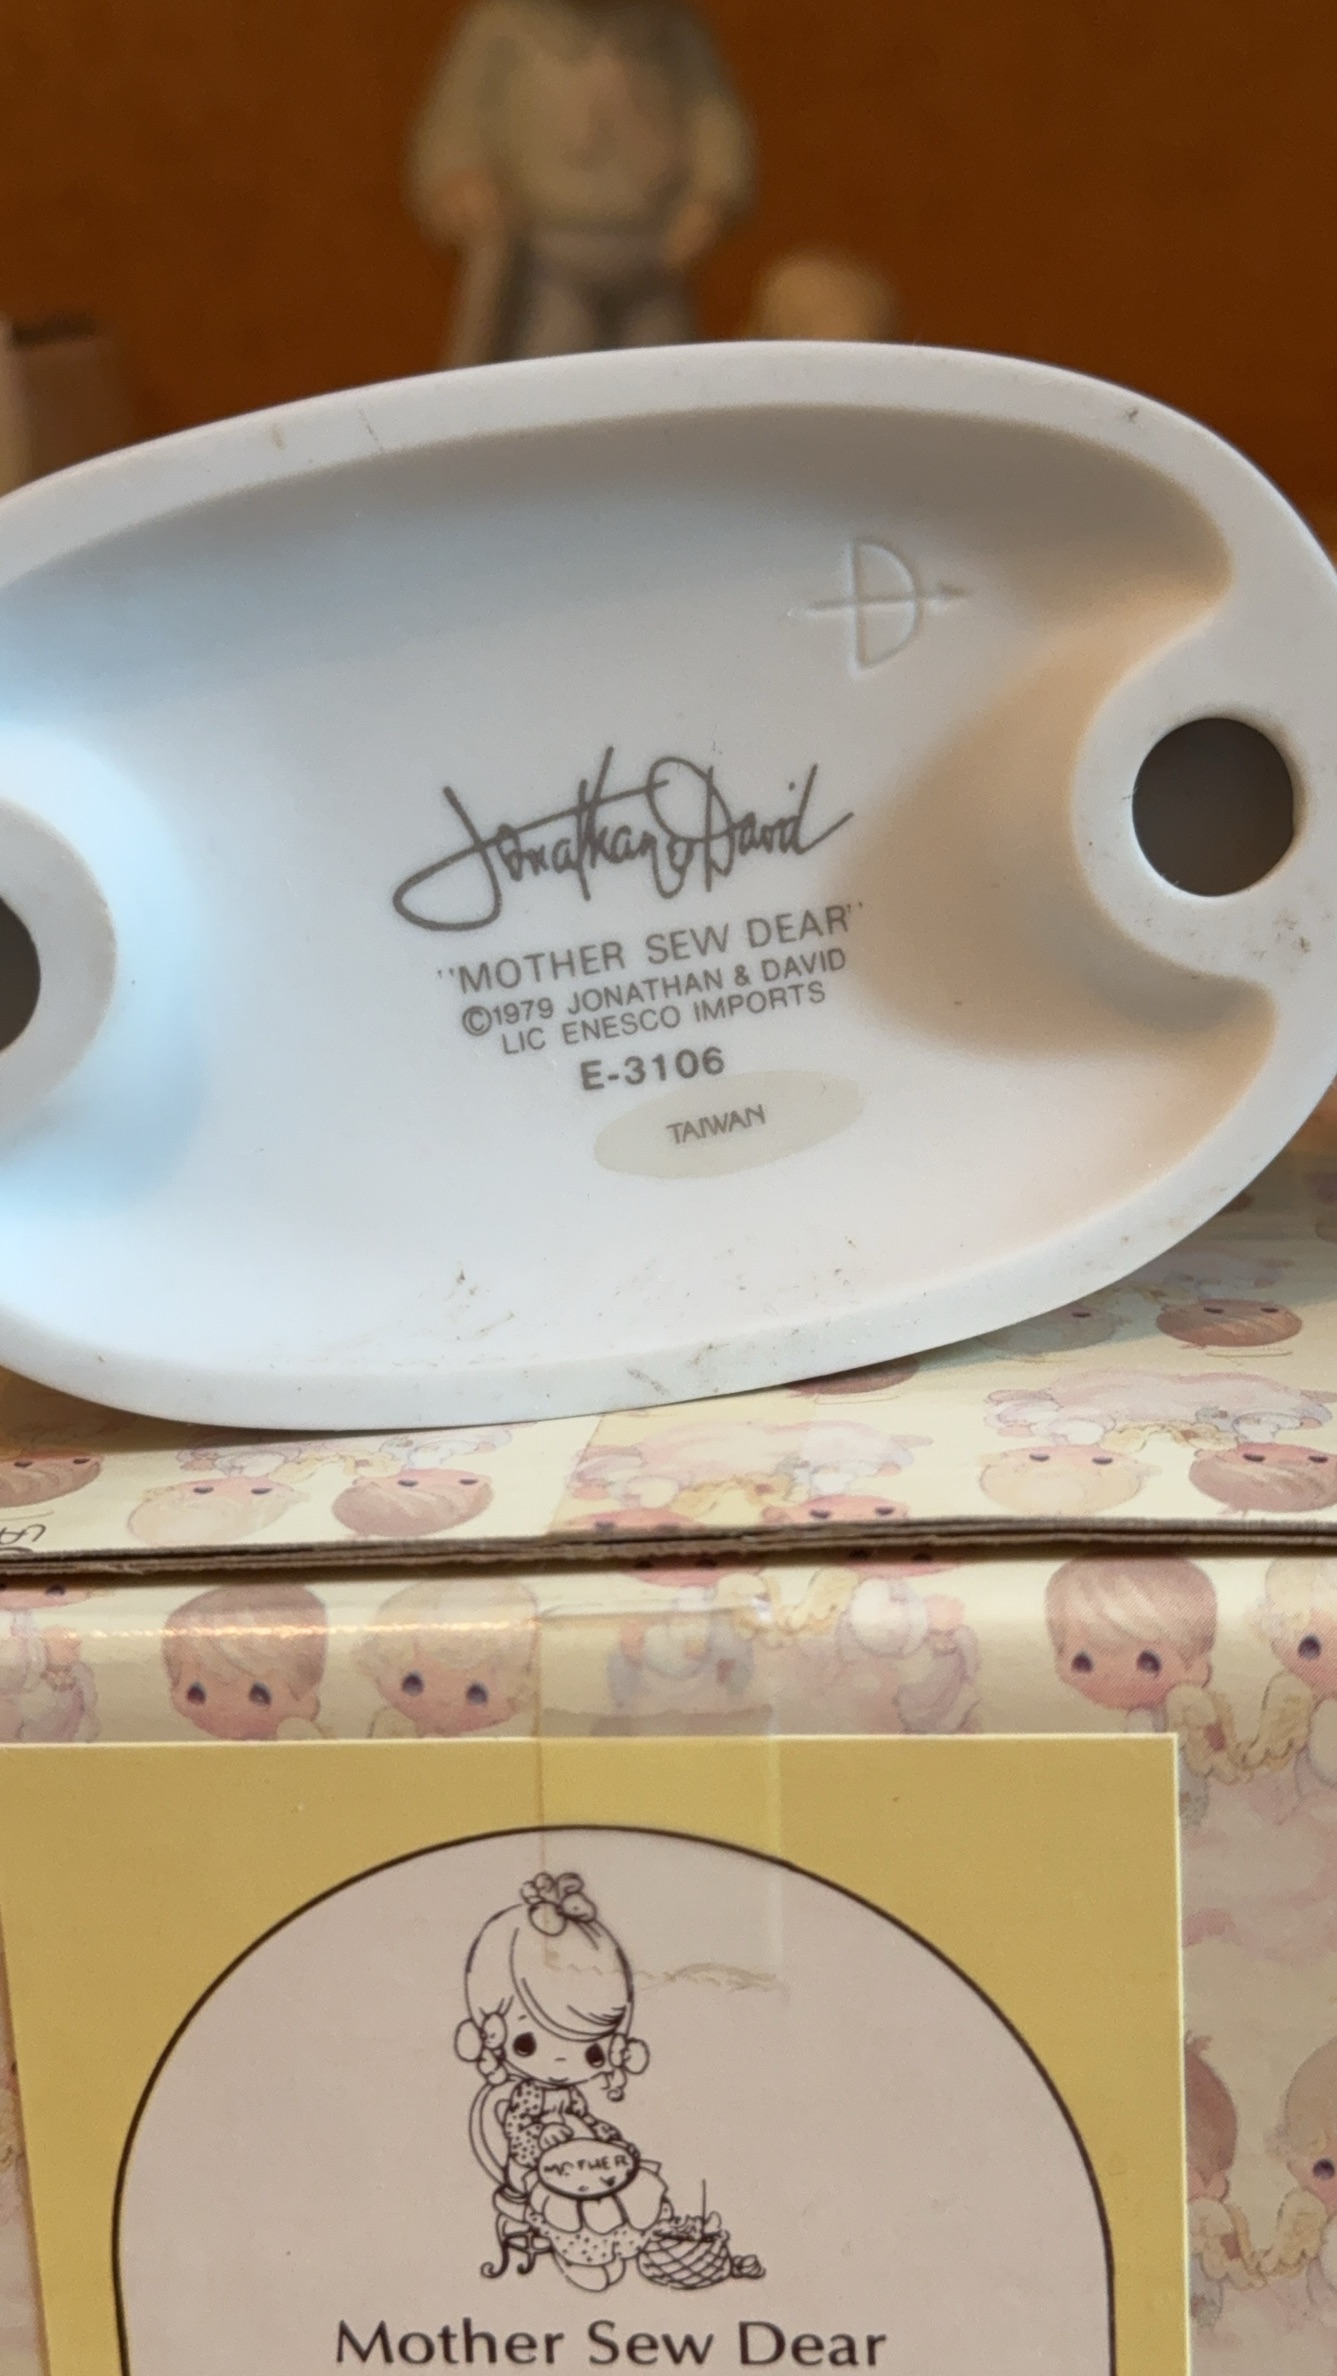 Jonathan & David
"MOTHER SEW DEAR"
©1979 JONATHAN & DAVID
LIC ENESCO IMPORTS
E-3106
TAIWAN
MOTHER
Mother Sew Dear